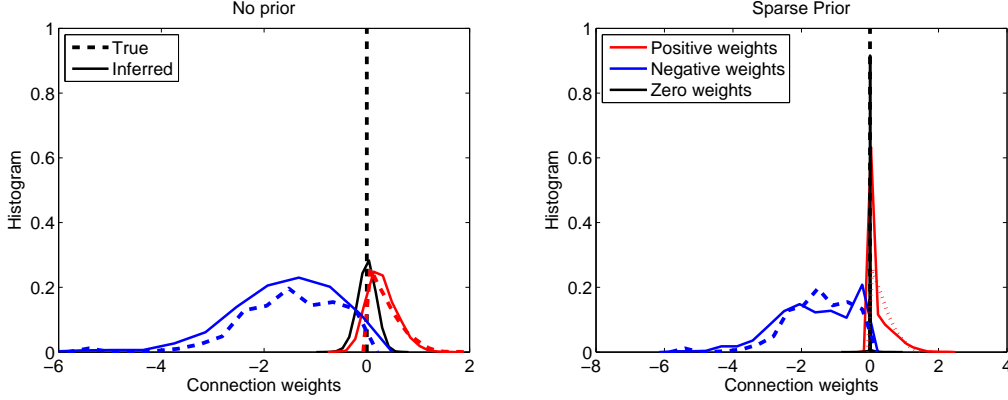 No prior
True
Inferred
Histogram
1
0.8
0.6
0.4
0.2
0
−6 −4 −2 0 2
Connection weights
Sparse Prior
Positive weights
Negative weights
Zero weights
Histogram
1
0.8
0.6
0.4
0.2
0
−8 −6 −4 −2 0 2 4
Connection weights